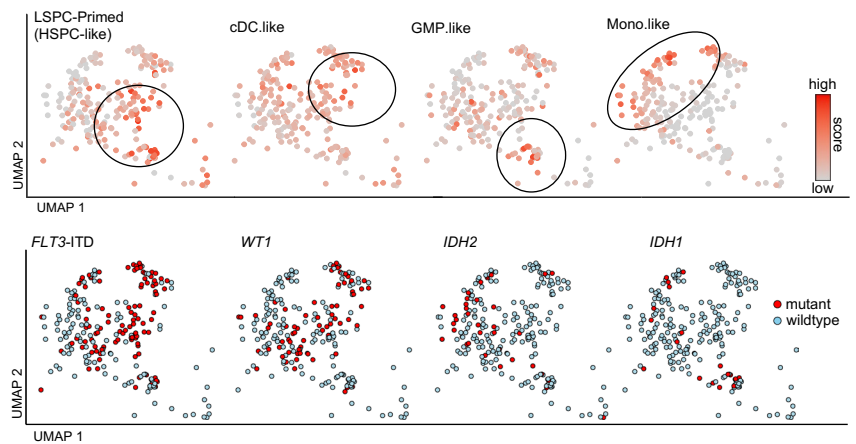 LSPC-Primed
(HSPC-like)
cDC.like
GMP.like
Mono.like
high
score
low
UMAP 2
UMAP 1
FLT3-ITD
WT1
IDH2
IDH1
mutant
wildtype
UMAP 2
UMAP 1